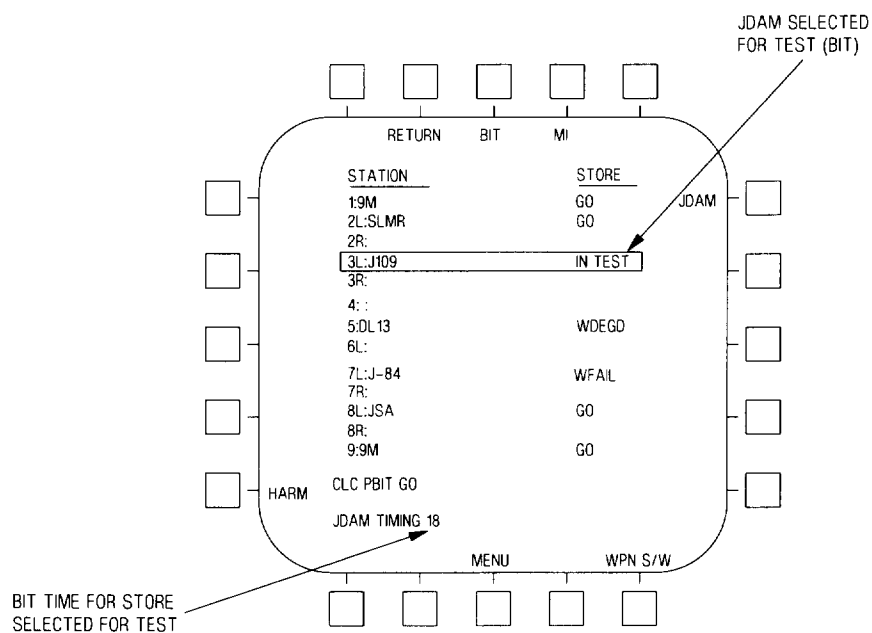 JDAM SELECTED
FOR TEST (BIT)
RETURN BIT MI
STATION STORE
1:9M GO JDAM
2L:SLMR GO
2R:
3L:J109 IN TEST
3R:
4: :
5:DL13 WDEGD
6L:
7L:J-84 WFAIL
7R:
8L:JSA GO
8R:
9:9M GO
HARM CLC PBIT GO
JDAM TIMING 18
MENU WPN S/W
BIT TIME FOR STORE
SELECTED FOR TEST